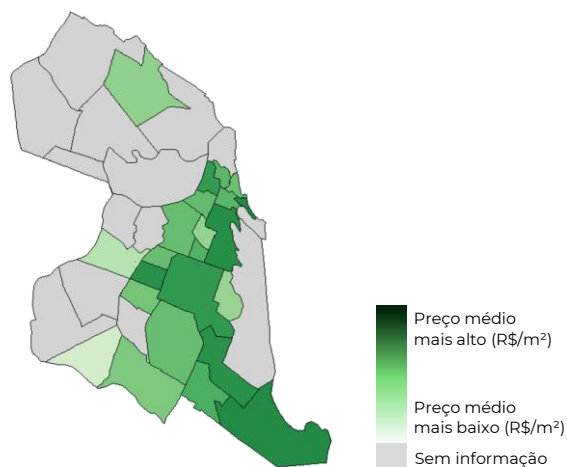 Preço médio
mais alto (R$/m²)
Preço médio
mais baixo (R$/m²)
Sem informação